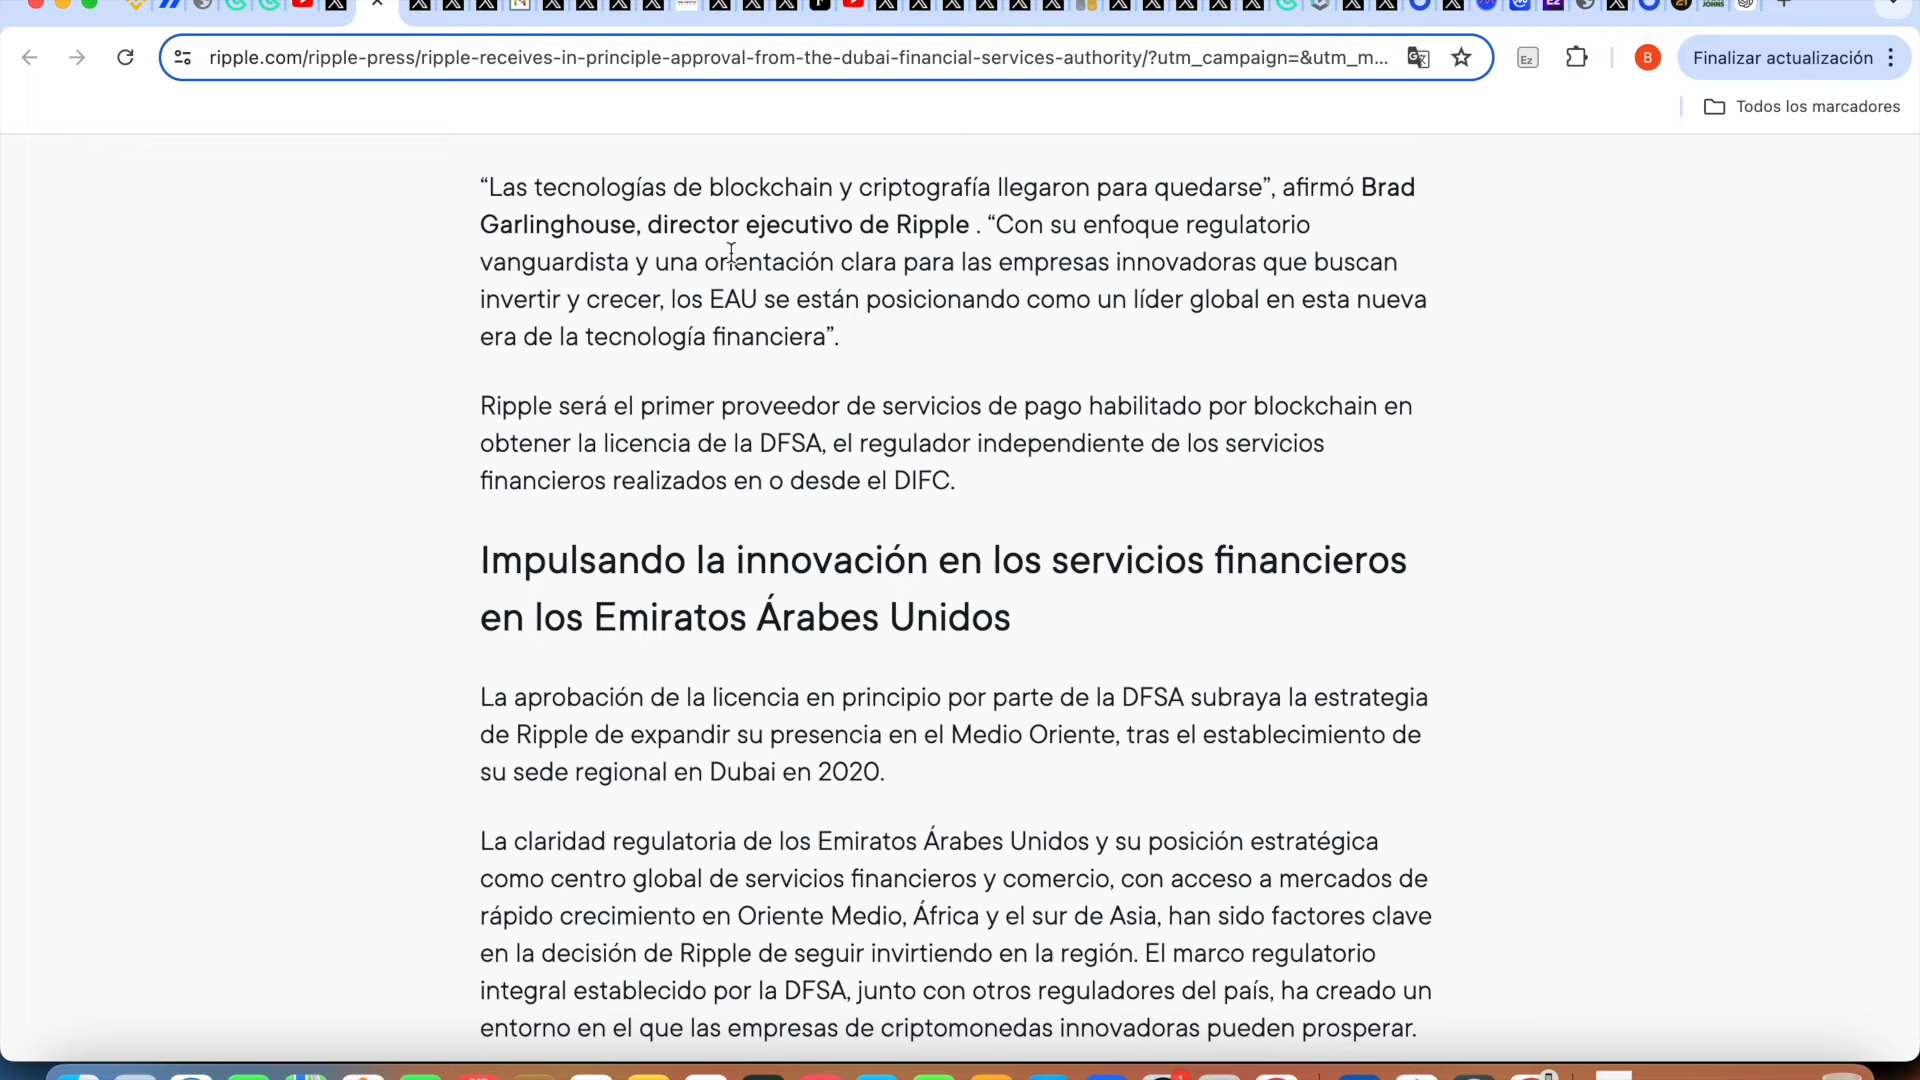 ripple.com/ripple-press/ripple-receives-in-principle-approval-from-the-dubai-financial-services-authority/?utm_campaign=&utm_m...
Ez
B
Finalizar actualización
Todos los marcadores
“Las tecnologías de blockchain y criptografía llegaron para quedarse”, afirmó Brad
Garlinghouse, director ejecutivo de Ripple . “Con su enfoque regulatorio
vanguardista y una orientación clara para las empresas innovadoras que buscan
invertir y crecer, los EAU se están posicionando como un líder global en esta nueva
era de la tecnología financiera”.
Ripple será el primer proveedor de servicios de pago habilitado por blockchain en
obtener la licencia de la DFSA, el regulador independiente de los servicios
financieros realizados en o desde el DIFC.
Impulsando la innovación en los servicios financieros
en los Emiratos Árabes Unidos
La aprobación de la licencia en principio por parte de la DFSA subraya la estrategia
de Ripple de expandir su presencia en el Medio Oriente, tras el establecimiento de
su sede regional en Dubai en 2020.
La claridad regulatoria de los Emiratos Árabes Unidos y su posición estratégica
como centro global de servicios financieros y comercio, con acceso a mercados de
rápido crecimiento en Oriente Medio, África y el sur de Asia, han sido factores clave
en la decisión de Ripple de seguir invirtiendo en la región. El marco regulatorio
integral establecido por la DFSA, junto con otros reguladores del país, ha creado un
entorno en el que las empresas de criptomonedas innovadoras pueden prosperar.